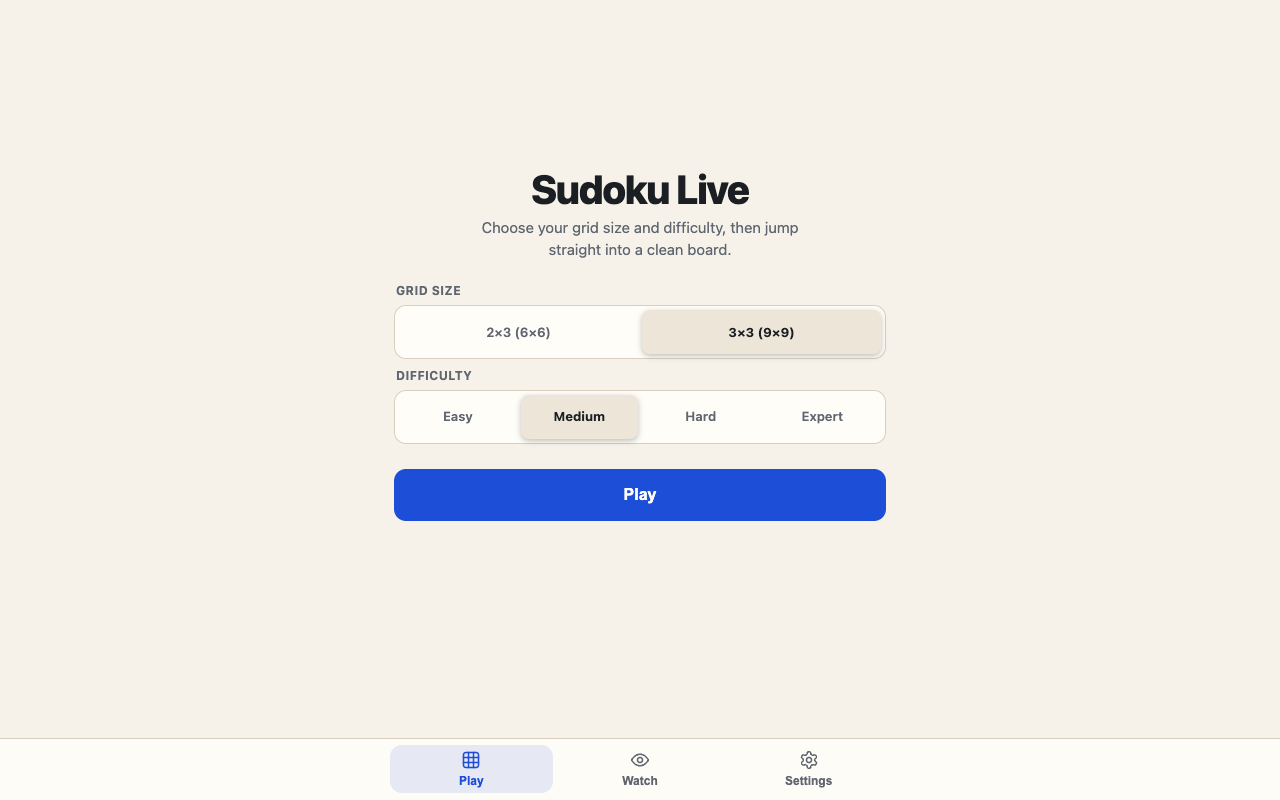 Sudoku Live
Choose your grid size and difficulty, then jump
straight into a clean board.
GRID SIZE
2×3 (6×6)
3×3 (9×9)
DIFFICULTY
Easy
Medium
Hard
Expert
Play
Play
Watch
Settings